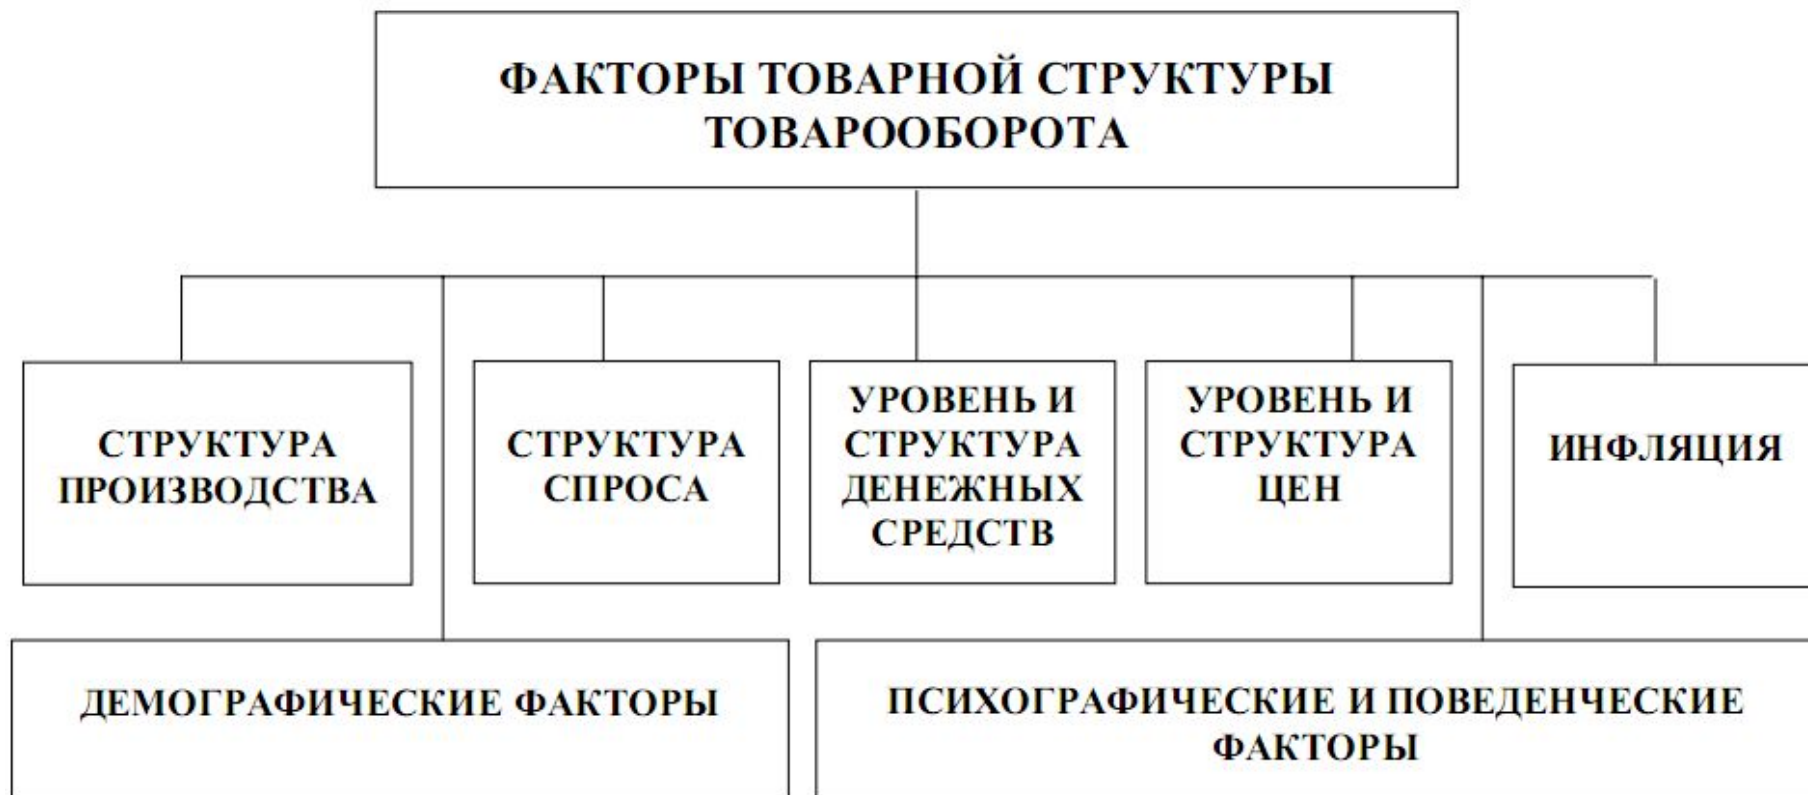 ФАКТОРЫ ТОВАРНОЙ СТРУКТУРЫ
ТОВАРООБОРОТА
СТРУКТУРА
ПРОИЗВОДСТВА
СТРУКТУРА
СПРОСА
УРОВЕНЬ И
СТРУКТУРА
ДЕНЕЖНЫХ
СРЕДСТВ
УРОВЕНЬ И
СТРУКТУРА
ЦЕН
ИНФЛЯЦИЯ
ДЕМОГРАФИЧЕСКИЕ ФАКТОРЫ
ПСИХОГРАФИЧЕСКИЕ И ПОВЕДЕНЧЕСКИЕ
ФАКТОРЫ